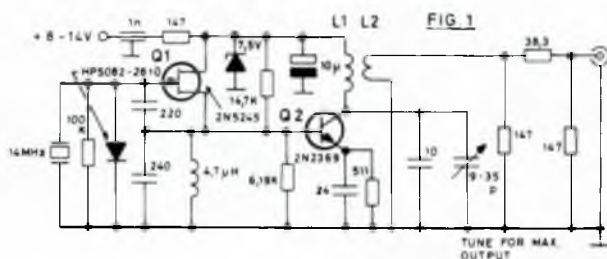 L1 L2
FIG_1
+8-14V
1n
147
Q1
7,5V
10µ
38,3
HP5082-2810
220
14,7K
2N5245
Q2
100
K
2N2369
14MHz
240
4,7µH
6,19K
24
511
10
9-35
P
147
147
TUNE FOR MAX.
OUTPUT